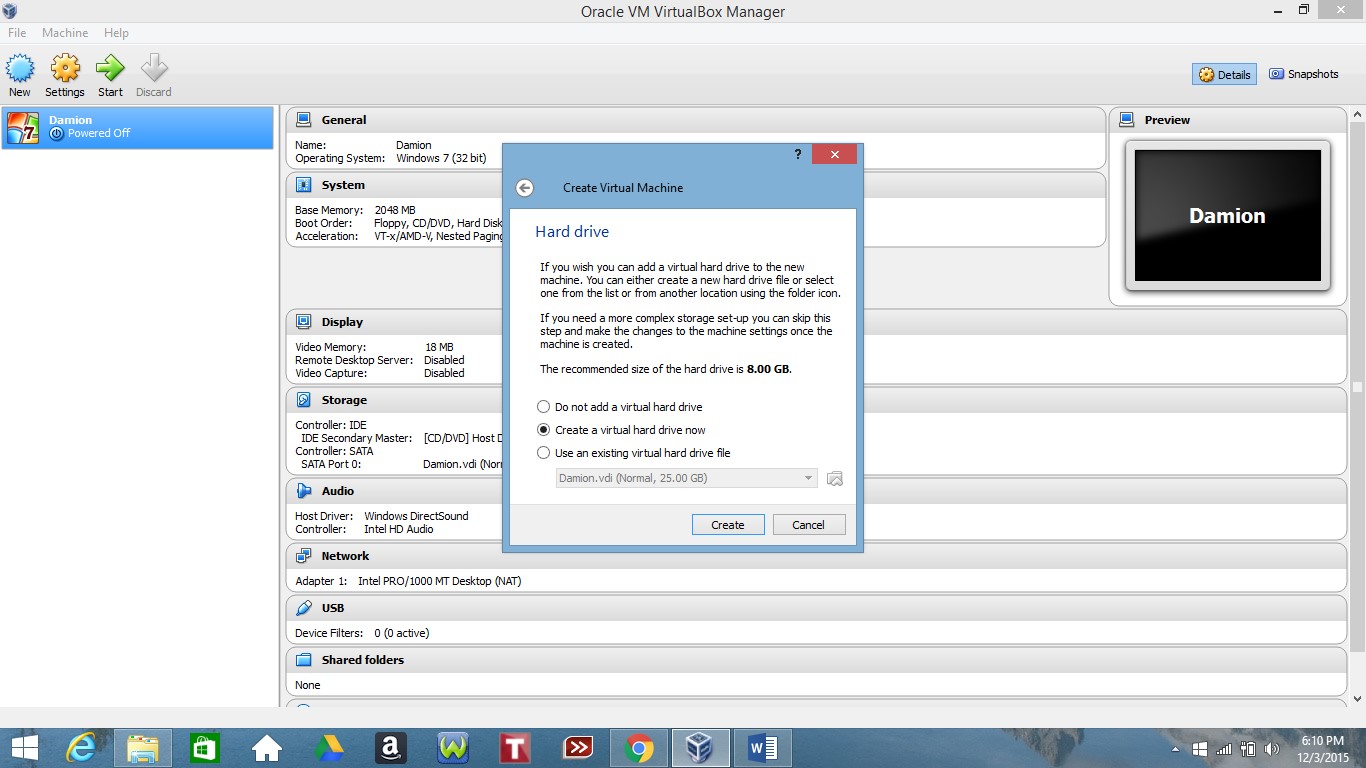 Oracle VM VirtualBox Manager
File Machine Help
New Settings Start Discard
Details Snapshots
Damion
Powered Off
General
Name: Damion
Operating System: Windows 7 (32 bit)
System
Base Memory: 2048 MB
Boot Order: Floppy, CD/DVD, Hard Disk
Acceleration: VT-x/AMD-V, Nested Paging
Preview
Damion
Display
Video Memory: 18 MB
Remote Desktop Server: Disabled
Video Capture: Disabled
Storage
Controller: IDE
IDE Secondary Master: [CD/DVD] Host D
Controller: SATA
SATA Port 0: Damion.vdi (Nor
Audio
Host Driver: Windows DirectSound
Controller: Intel HD Audio
Network
Adapter 1: Intel PRO/1000 MT Desktop (NAT)
USB
Device Filters: 0 (0 active)
Shared folders
None
?
Create Virtual Machine
Hard drive
If you wish you can add a virtual hard drive to the new
machine. You can either create a new hard drive file or select
one from the list or from another location using the folder icon.
If you need a more complex storage set-up you can skip this
step and make the changes to the machine settings once the
machine is created.
The recommended size of the hard drive is 8.00 GB.
Do not add a virtual hard drive
Create a virtual hard drive now
Use an existing virtual hard drive file
Damion.vdi (Normal, 25.00 GB)
Create Cancel
6:10 PM
12/3/2015